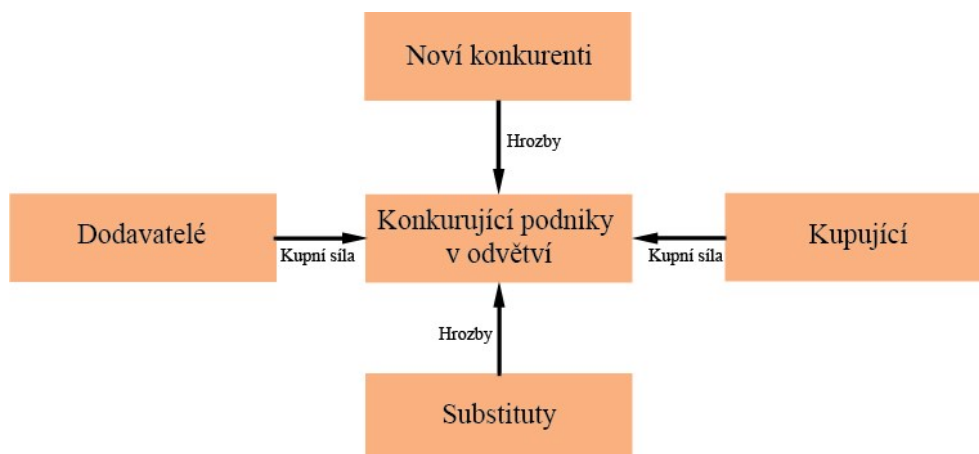 Noví konkurenti
Hrozby
Dodavatelé
Kupní síla
Konkurující podniky
v odvětví
Kupní síla
Kupující
Hrozby
Substituty